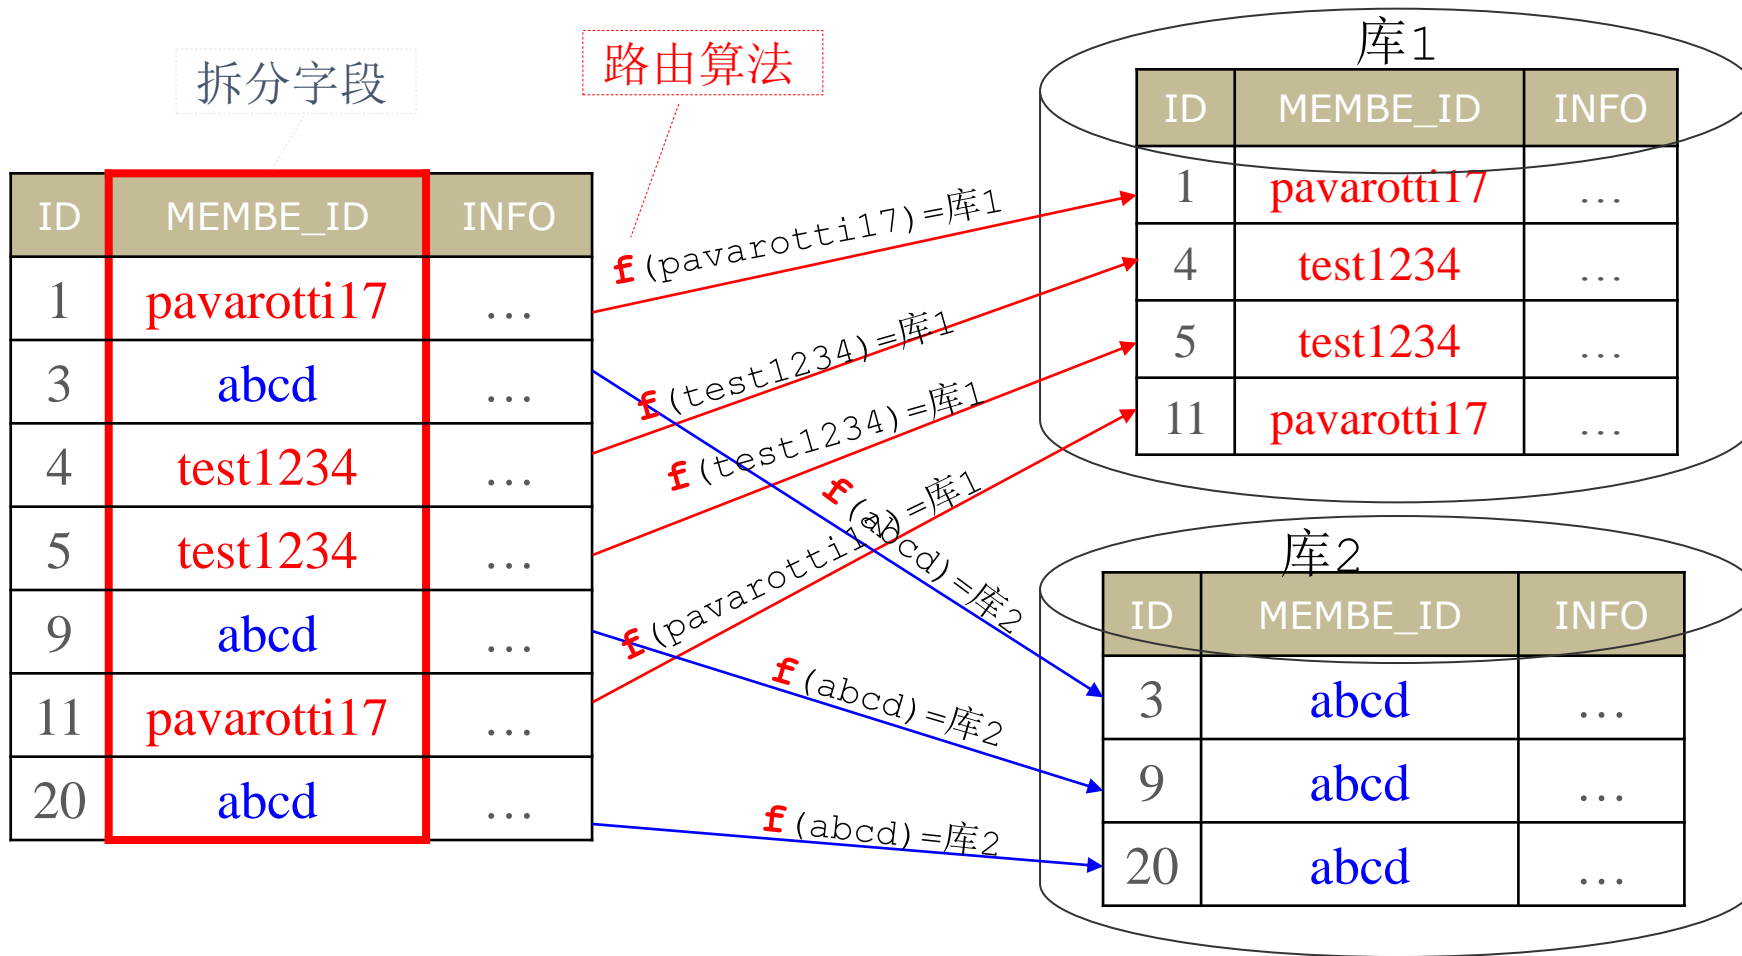 拆分字段
路由算法
ID MEMBE_ID INFO
1 pavarotti17 ...
3 abcd ...
4 test1234 ...
5 test1234 ...
9 abcd ...
11 pavarotti17 ...
20 abcd ...
f(pavarotti17)=库1
f(test1234)=库1
f(test1234)=库1
f(abcd)=库2
f(pavarotti17)=库1
f(abcd)=库2
f(abcd)=库2
库1
ID MEMBE_ID INFO
1 pavarotti17 ...
4 test1234 ...
5 test1234 ...
11 pavarotti17 ...
库2
ID MEMBE_ID INFO
3 abcd ...
9 abcd ...
20 abcd ...